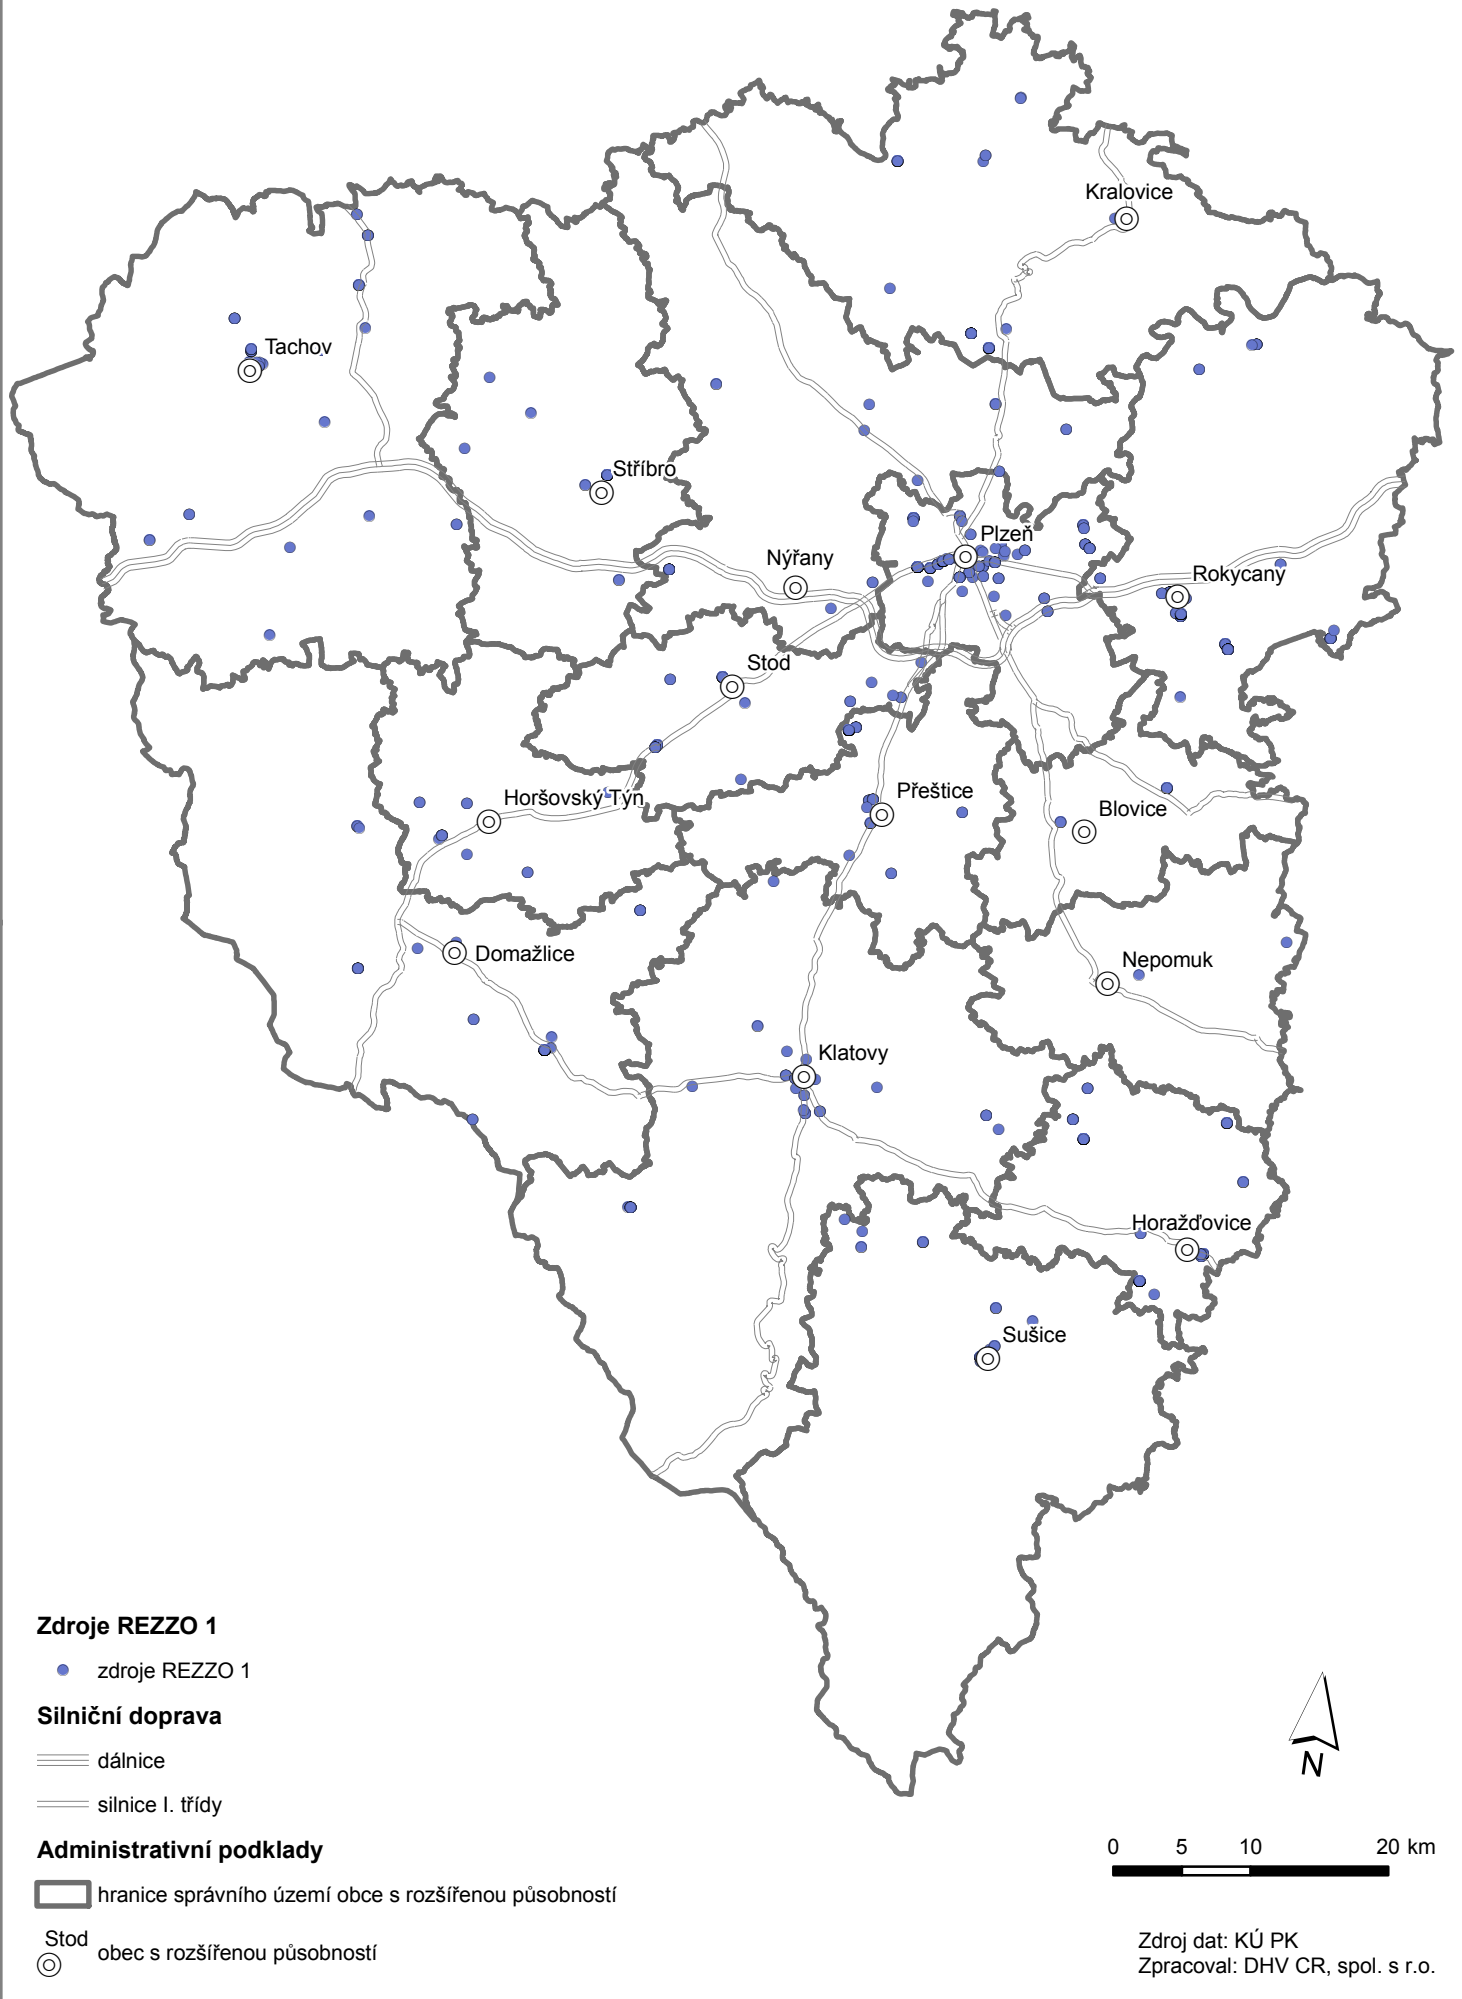 Kralovice
Tachov
Stříbro
Plzeň
Nýřany
Rokycany
Stod
Přeštice
Horšovský Týn
Blovice
Domažlice
Nepomuk
Klatovy
Horažďovice
Sušice
Zdroje REZZO 1
zdroje REZZO 1
Silniční doprava
dálnice
silnice I. třídy
Administrativní podklady
hranice správního území obce s rozšířenou působností
Stod
obec s rozšířenou působností
N
0 5 10 20 km
Zdroj dat: KÚ PK
Zpracoval: DHV CR, spol. s r.o.